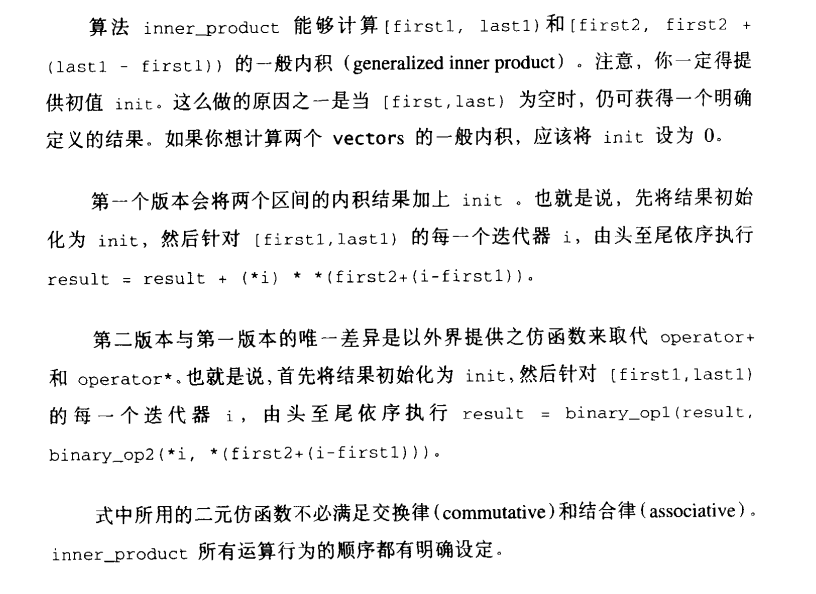 算法 inner_product 能够计算[first1, last1)和[first2, first2 +
(last1 - first1)) 的一般内积（generalized inner product）。注意，你一定得提
供初值 init。这么做的原因之一是当 [first,last) 为空时，仍可获得一个明确
定义的结果。如果你想计算两个 vectors 的一般内积，应该将 init 设为 0。
第一个版本会将两个区间的内积结果加上 init 。也就是说，先将结果初始
化为 init，然后针对 [first1,last1) 的每一个迭代器 i，由头至尾依序执行
result = result + (*i) * *(first2+(i-first1))。
第二版本与第一版本的唯一差异是以外界提供之仿函数来取代 operator+
和 operator*。也就是说，首先将结果初始化为 init，然后针对 [first1,last1)
的每一个迭代器 i，由头至尾依序执行 result = binary_op1(result,
binary_op2(*i, *(first2+(i-first1)))。
式中所用的二元仿函数不必满足交换律(commutative)和结合律(associative)。
inner_product 所有运算行为的顺序都有明确设定。